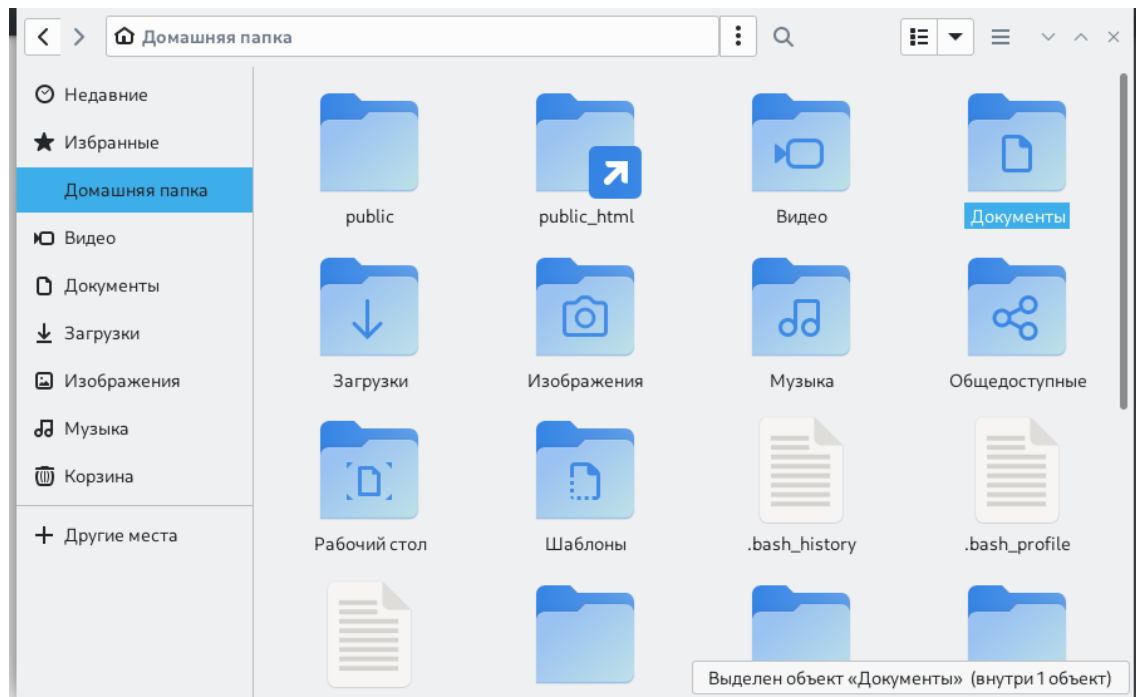 Домашняя папка
Недавние
Избранные
Домашняя папка
Видео
Документы
Загрузки
Изображения
Музыка
Корзина
Другие места
public
public_html
Видео
Документы
Загрузки
Изображения
Музыка
Общедоступные
Рабочий стол
Шаблоны
.bash_history
.bash_profile
Выделен объект «Документы» (внутри 1 объект)